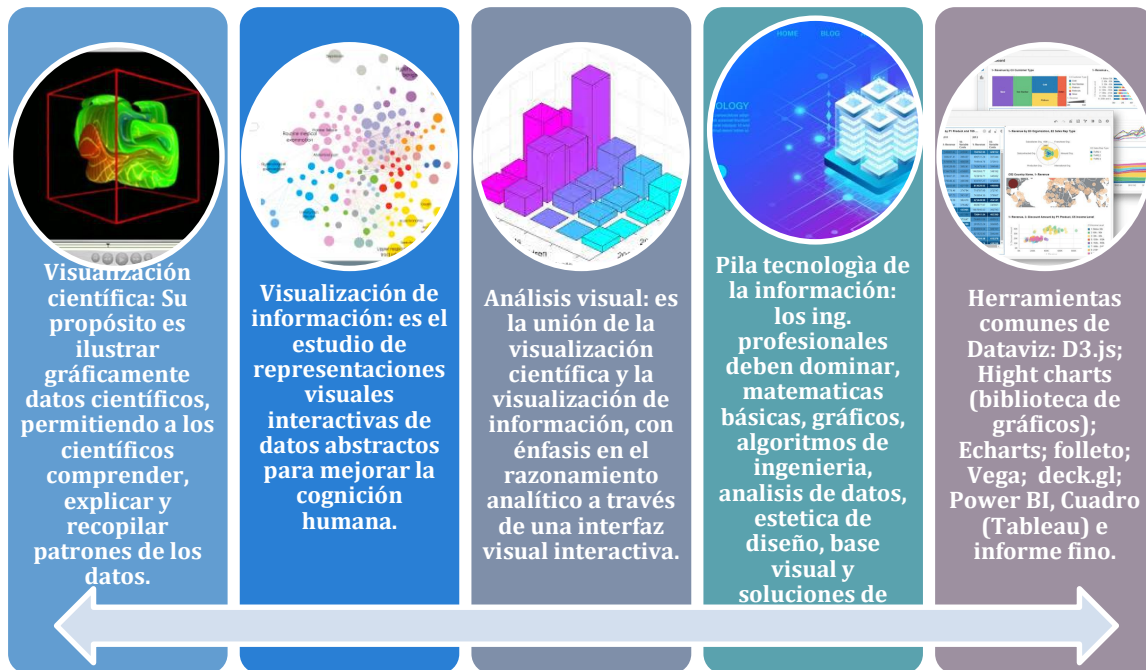 Visualización
científica: Su
propósito es
ilustrar
gráficamente
datos científicos,
permitiendo a los
científicos
comprender,
explicar y
recopilar
patrones de los
datos.
Visualización de
información: es el
estudio de
representaciones
visuales
interactivas de
datos abstractos
para mejorar la
cognición
humana.
Análisis visual: es
la unión de la
visualización
científica y la
visualización de
información, con
énfasis en el
razonamiento
analítico a través
de una interfaz
visual interactiva.
HOME BLOG
OLOGY
Pila tecnologìa de
la información:
los ing.
profesionales
deben dominar,
matematicas
básicas, gráficos,
algoritmos de
ingenieria,
analisis de datos,
estetica de
diseño, base
visual y
soluciones de
Herramientas
comunes de
Dataviz: D3.js;
Hight charts
(biblioteca de
gráficos);
Echarts; folleto;
Vega; deck.gl;
Power BI, Cuadro
(Tableau) e
informe fino.